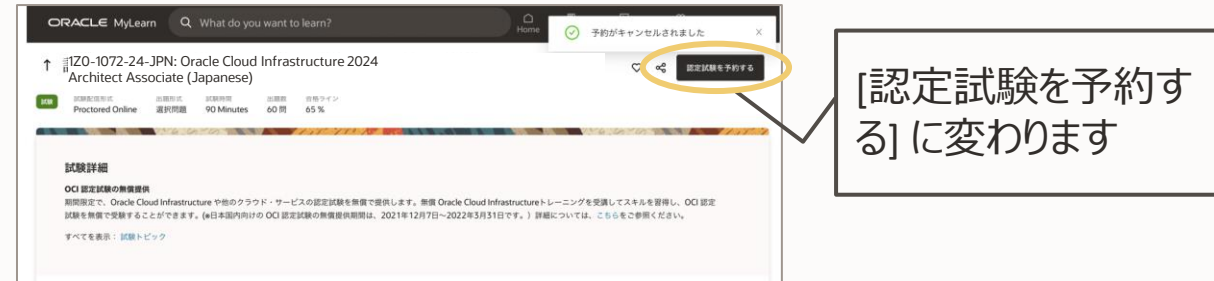 ORACLE MyLearn
What do you want to learn?
Home
予約がキャンセルされました
1Z0-1072-24-JPN: Oracle Cloud Infrastructure 2024
Architect Associate (Japanese)
認定試験を予約する
試験
試験配信形式 出題形式 試験時間 出題数 合格ライン
Proctored Online 選択問題 90 Minutes 60 問 65 %
試験詳細
OCI 認定試験の無償提供
期間限定で、Oracle Cloud Infrastructure や他のクラウド・サービスの認定試験を無償で提供します。無償 Oracle Cloud Infrastructureトレーニングを受講してスキルを習得し、OCI 認定
試験を無償で受験することができます。(※日本国内向けの OCI 認定試験の無償提供期間は、2021年12月7日~2022年3月31日です。) 詳細については、こちらをご参照ください。
すべてを表示 : 試験トピック
[認定試験を予約す
る] に変わります